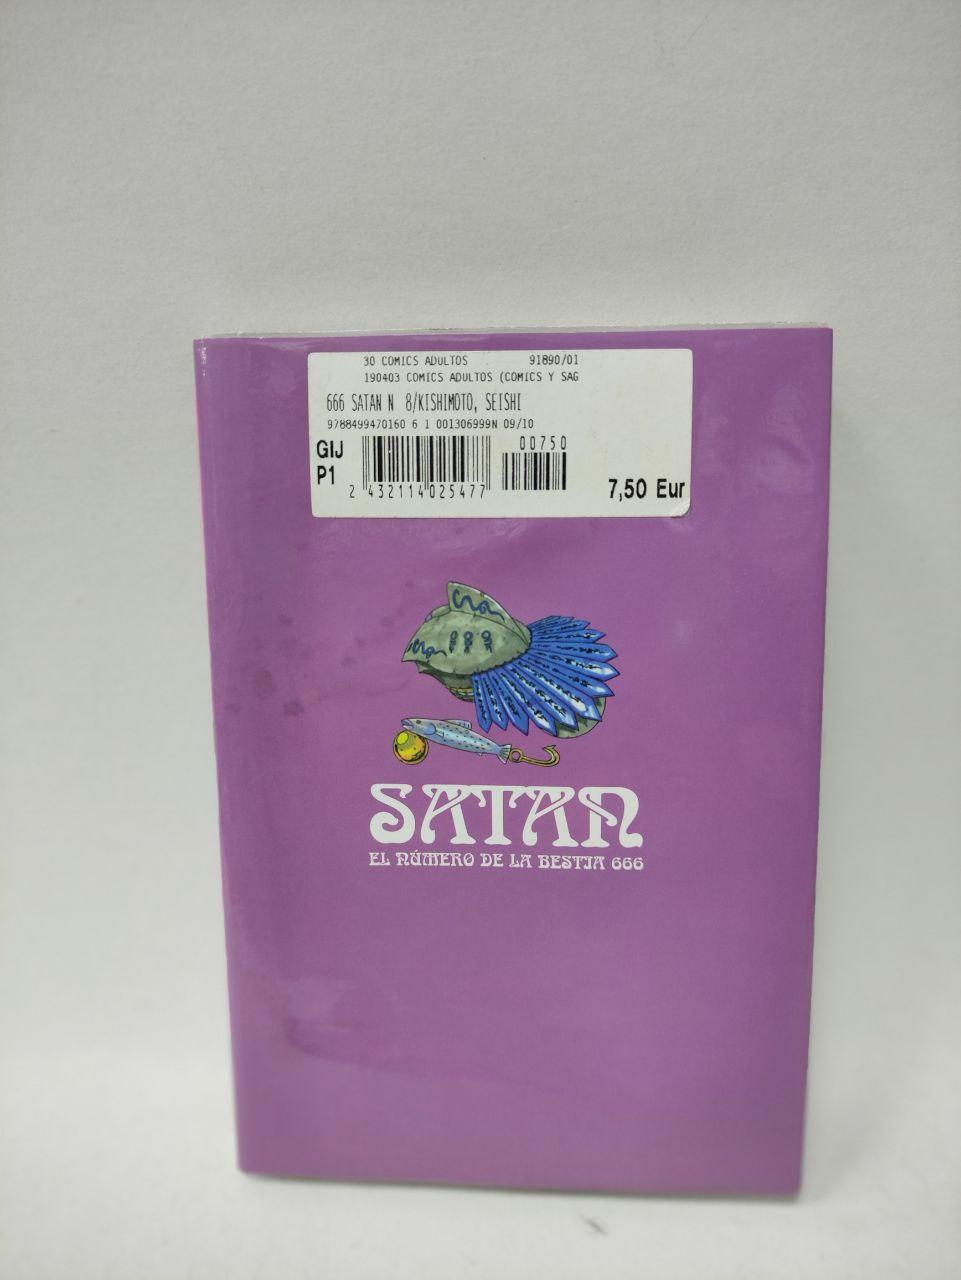 30 COMICS ADULTOS 91890/01
190403 COMICS ADULTOS (COMICS Y SAG
666 SATAN N 8/KISHIMOTO, SEISHI
9788499470160 6 1 001306999N 09/10
GIJ 00750
P1 2 432114 025477 7,50 Eur
SATAN
EL NÚMERO DE LA BESTIA 666